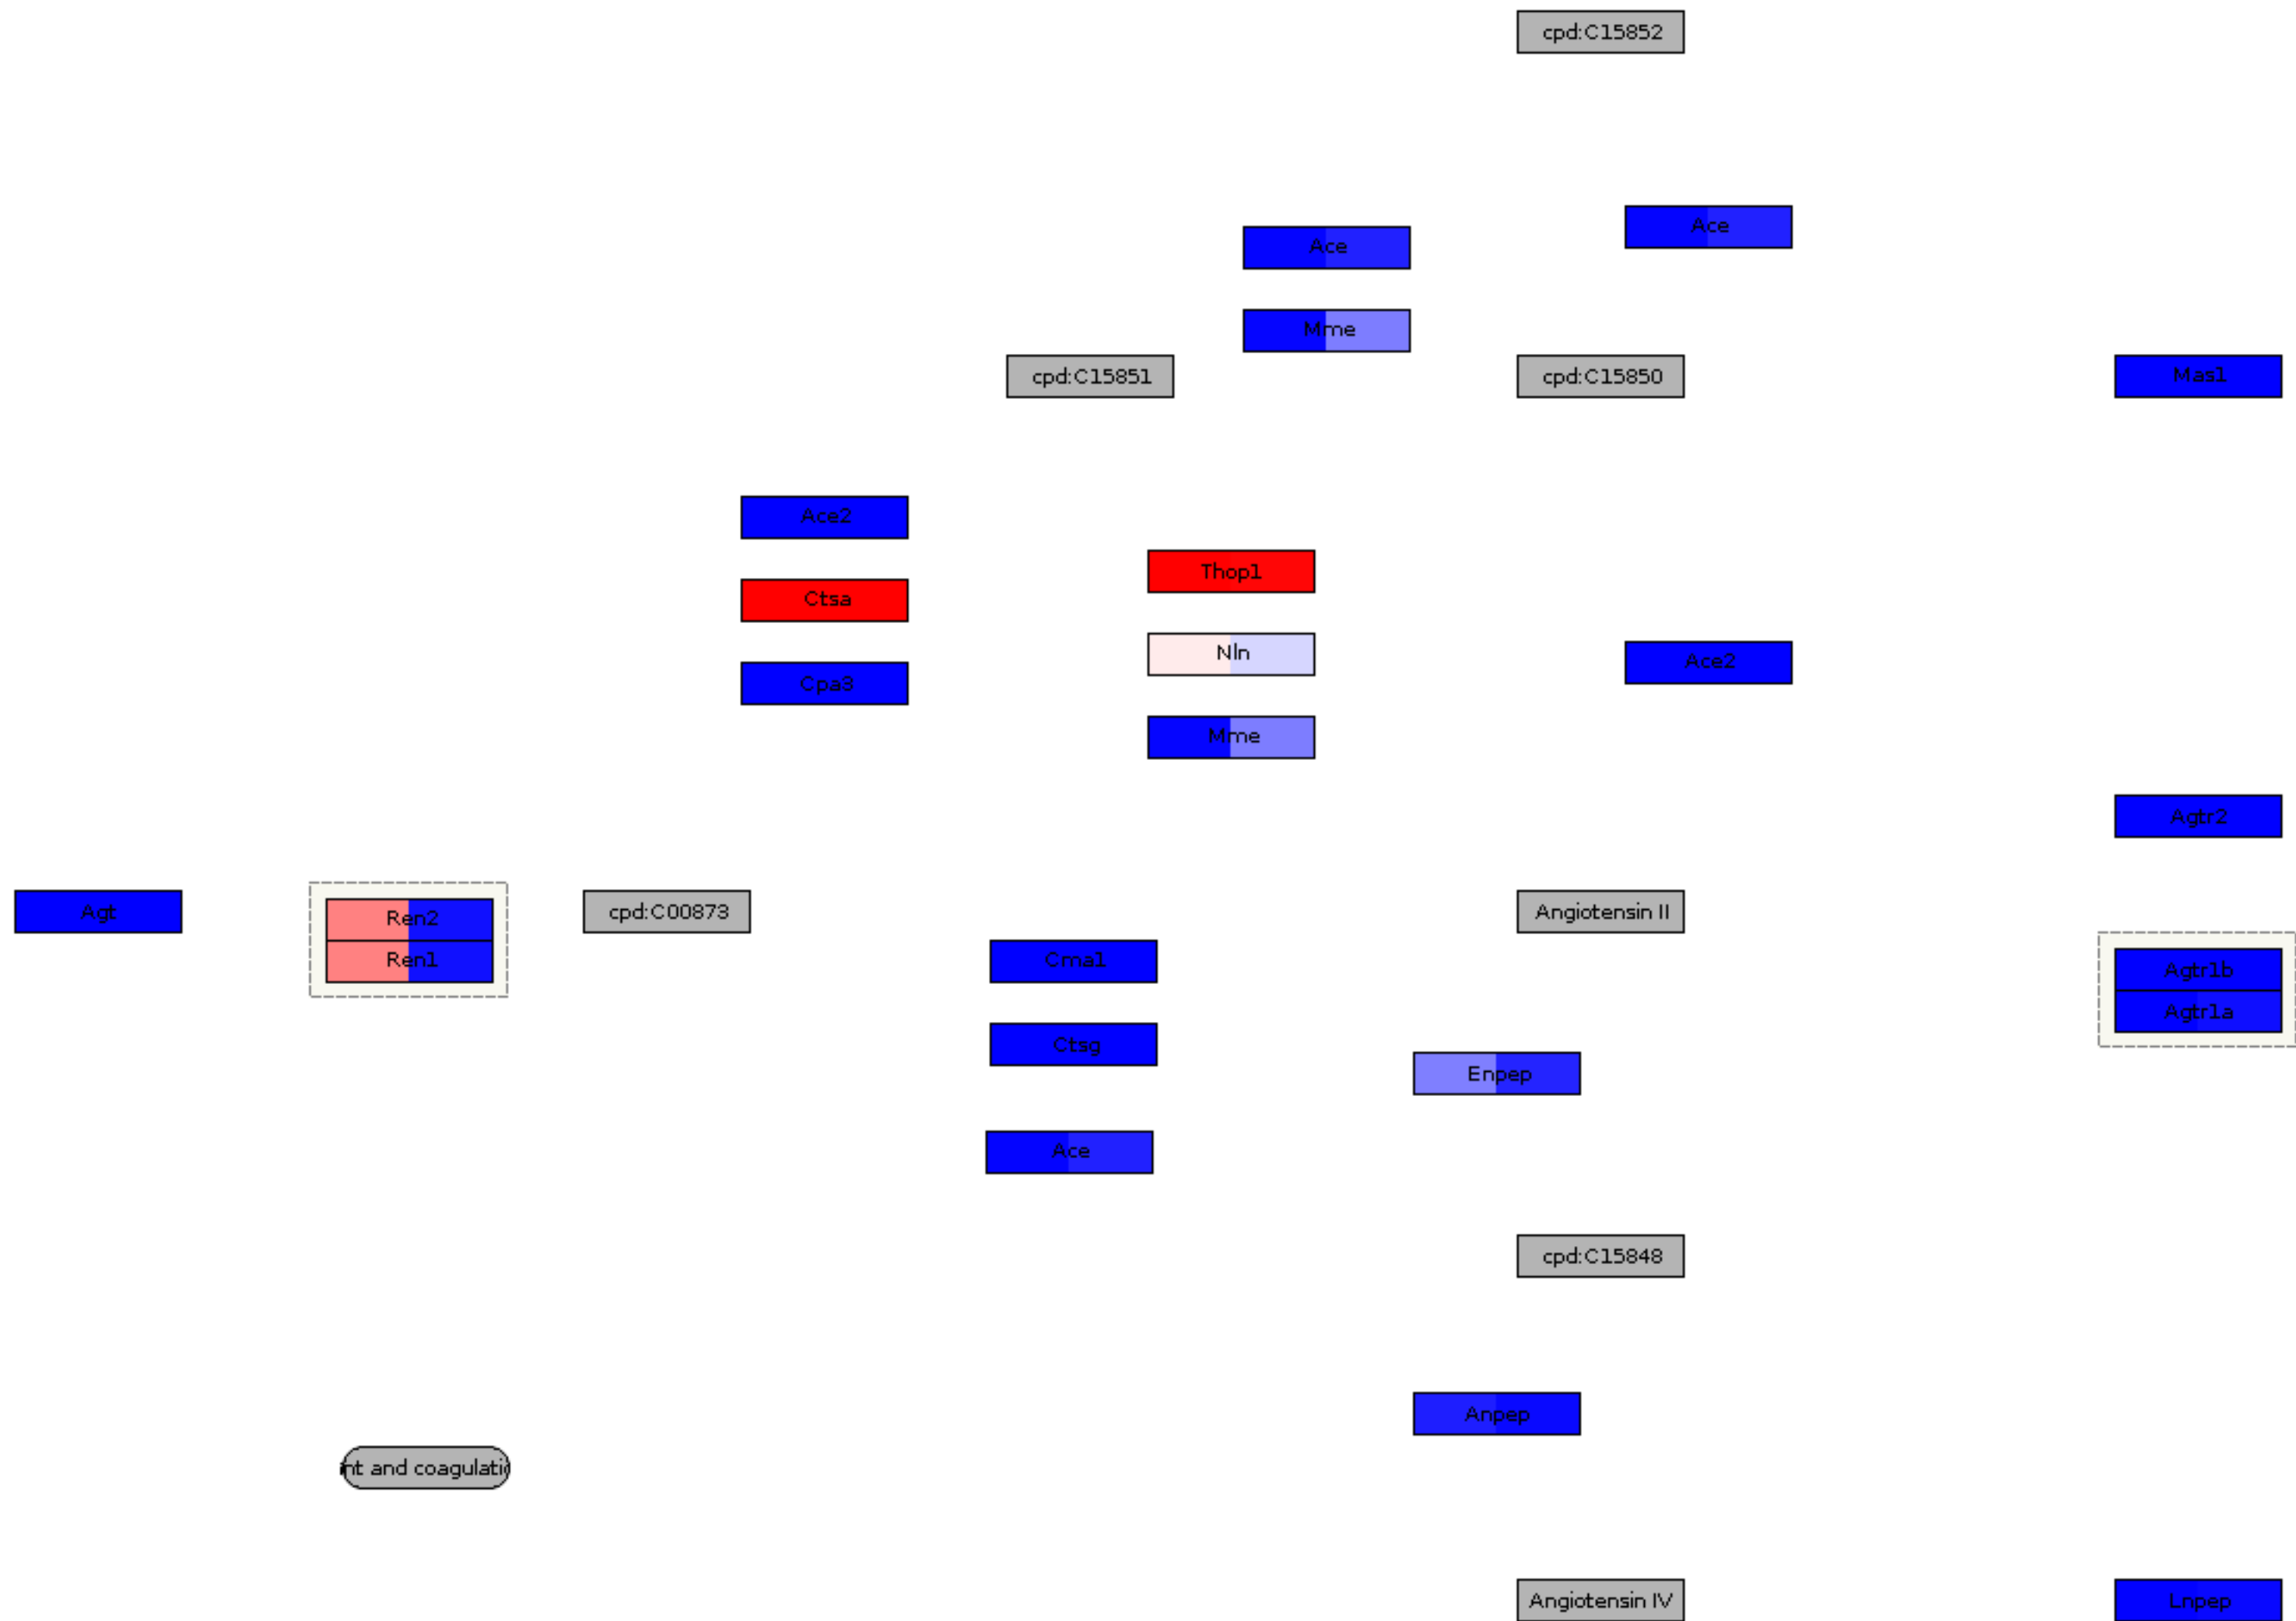 cpd:C15852
Ace
Ace
Mme
cpd:C15851
cpd:C15850
Mas1
Ace2
Thop1
Ctsa
Nln
Ace2
Cpa3
Mme
Agtr2
Agt
Ren2
cpd:C00873
Angiotensin II
Ren1
Cma1
Agtr1b
Agtr1a
Ctsg
Enpep
Ace
cpd:C15848
Anpep
nt and coagulatio
Angiotensin IV
Lnpep